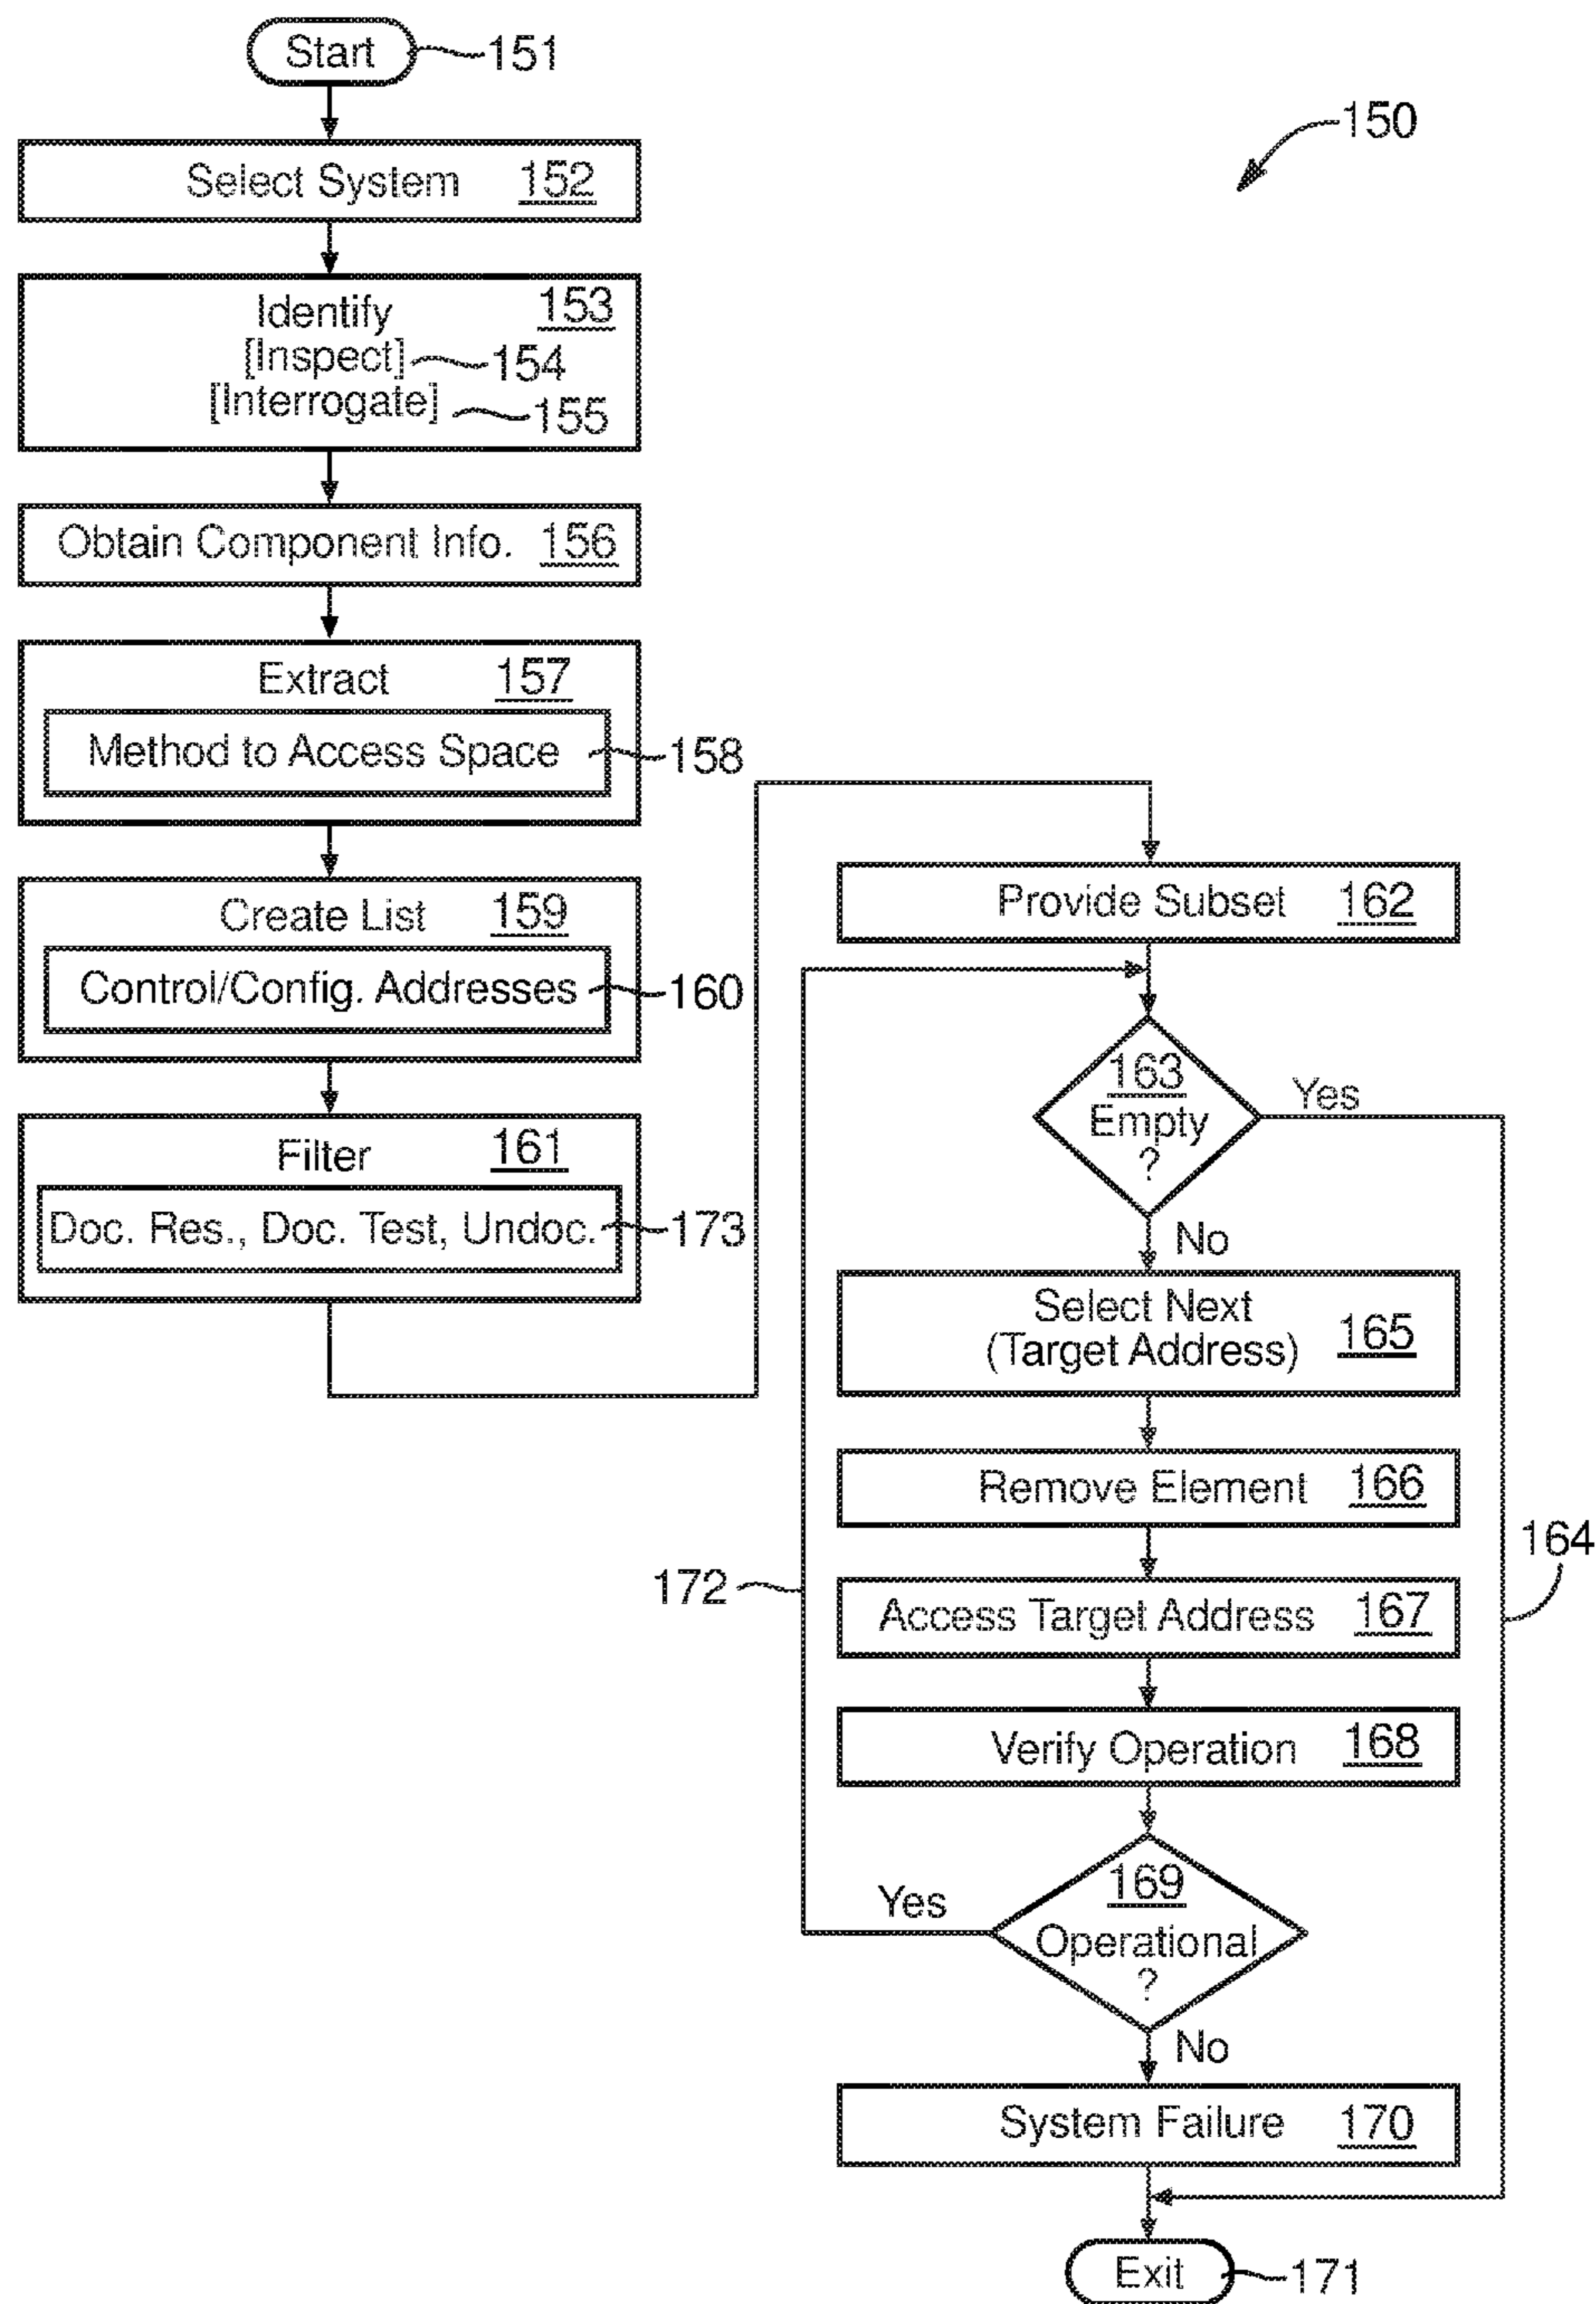 Start 151
150
Select System 152
Identify 153
[Inspect] 154
[Interrogate] 155
Obtain Component Info. 156
Extract 157
Method to Access Space 158
Create List 159
Control/Config. Addresses 160
Filter 161
Doc. Res., Doc. Test, Undoc. 173
Provide Subset 162
163
Empty
?
Yes
No
164
Select Next
(Target Address) 165
Remove Element 166
172
Access Target Address 167
Verify Operation 168
169
Operational
?
Yes
No
System Failure 170
Exit 171